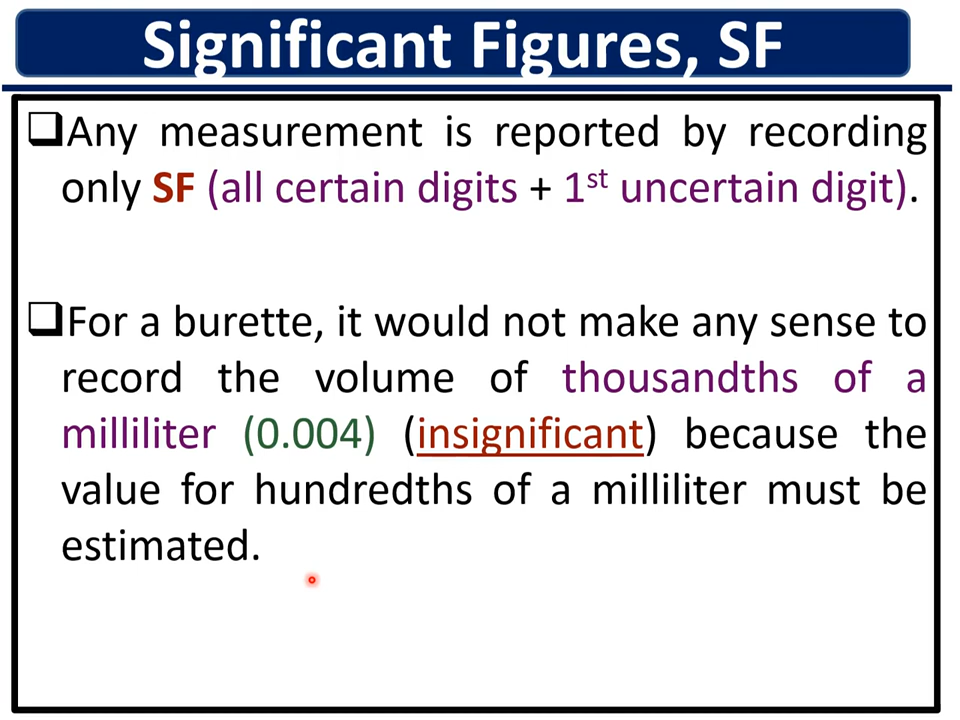 Significant Figures, SF
❑Any measurement is reported by recording
only SF (all certain digits + 1st uncertain digit).
❑For a burette, it would not make any sense to
record the volume of thousandths of a
milliliter (0.004) (insignificant) because the
value for hundredths of a milliliter must be
estimated.